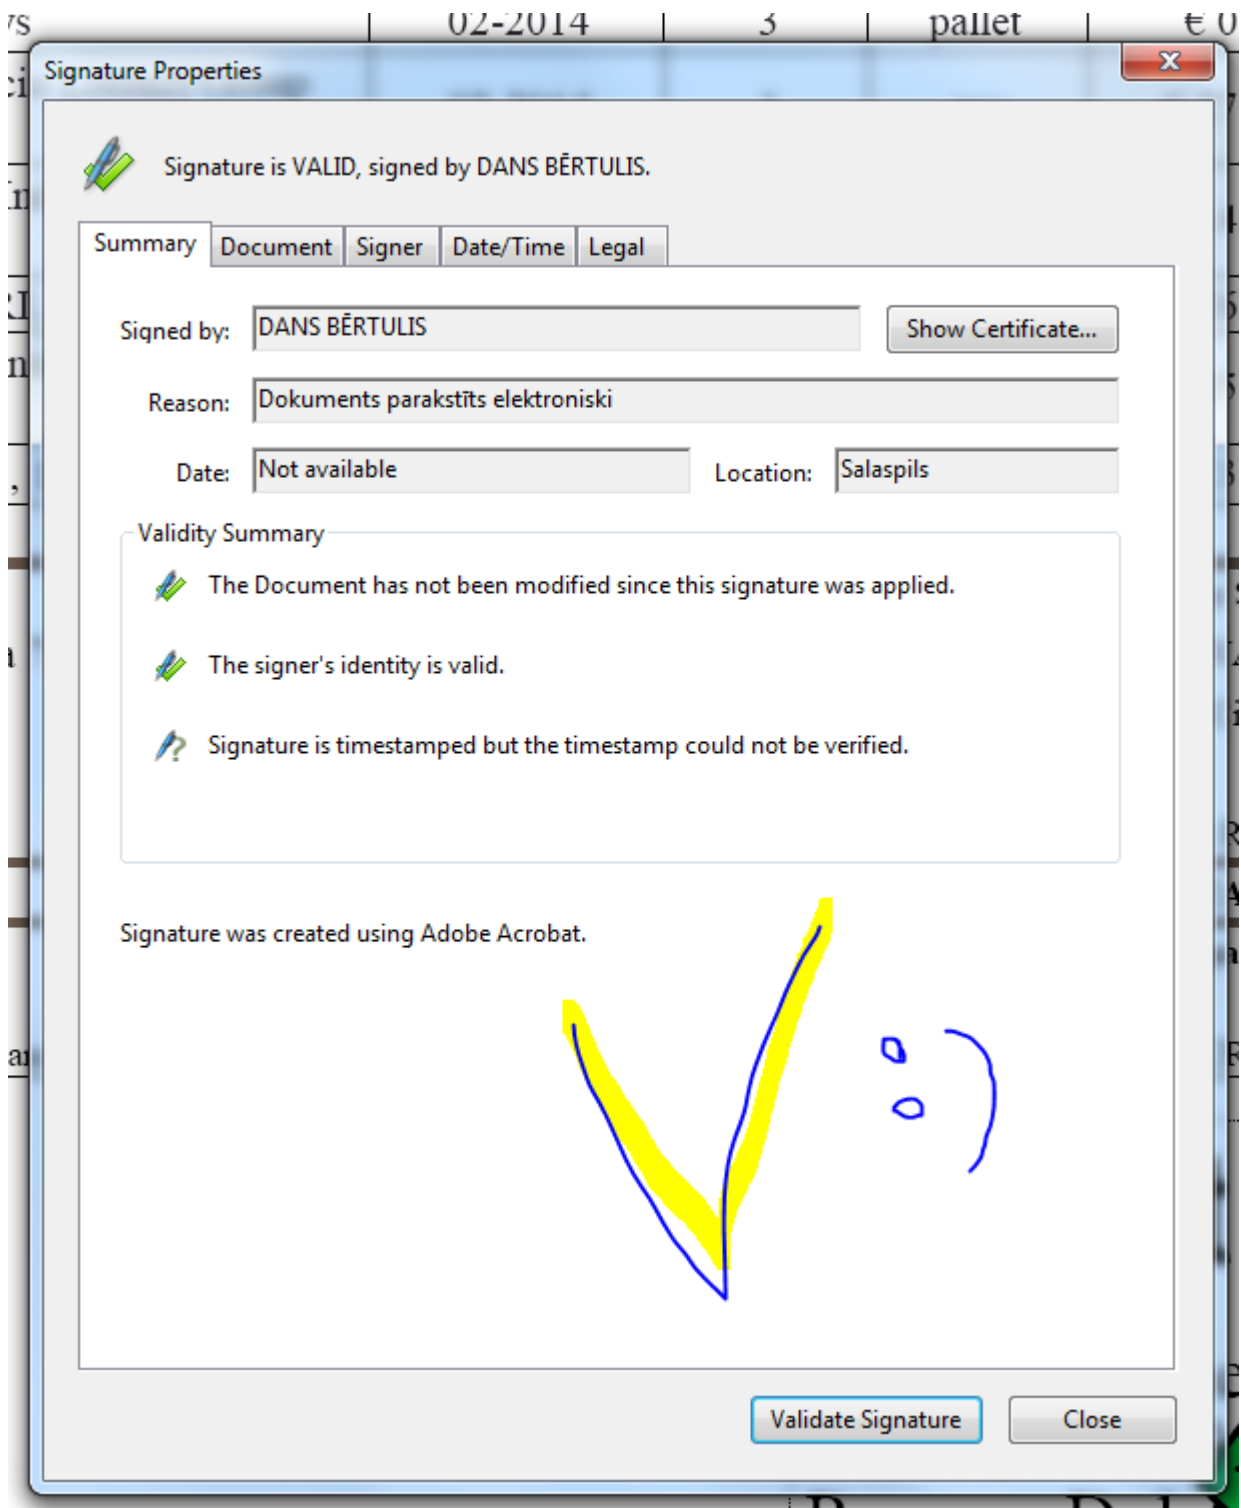 02-2014 3 pallet € 0
Signature Properties
Signature is VALID, signed by DANS BĒRTULIS.
Summary Document Signer Date/Time Legal
Signed by: DANS BĒRTULIS Show Certificate...
Reason: Dokuments parakstīts elektroniski
Date: Not available Location: Salaspils
Validity Summary
The Document has not been modified since this signature was applied.
The signer's identity is valid.
Signature is timestamped but the timestamp could not be verified.
Signature was created using Adobe Acrobat.
:)
Validate Signature Close